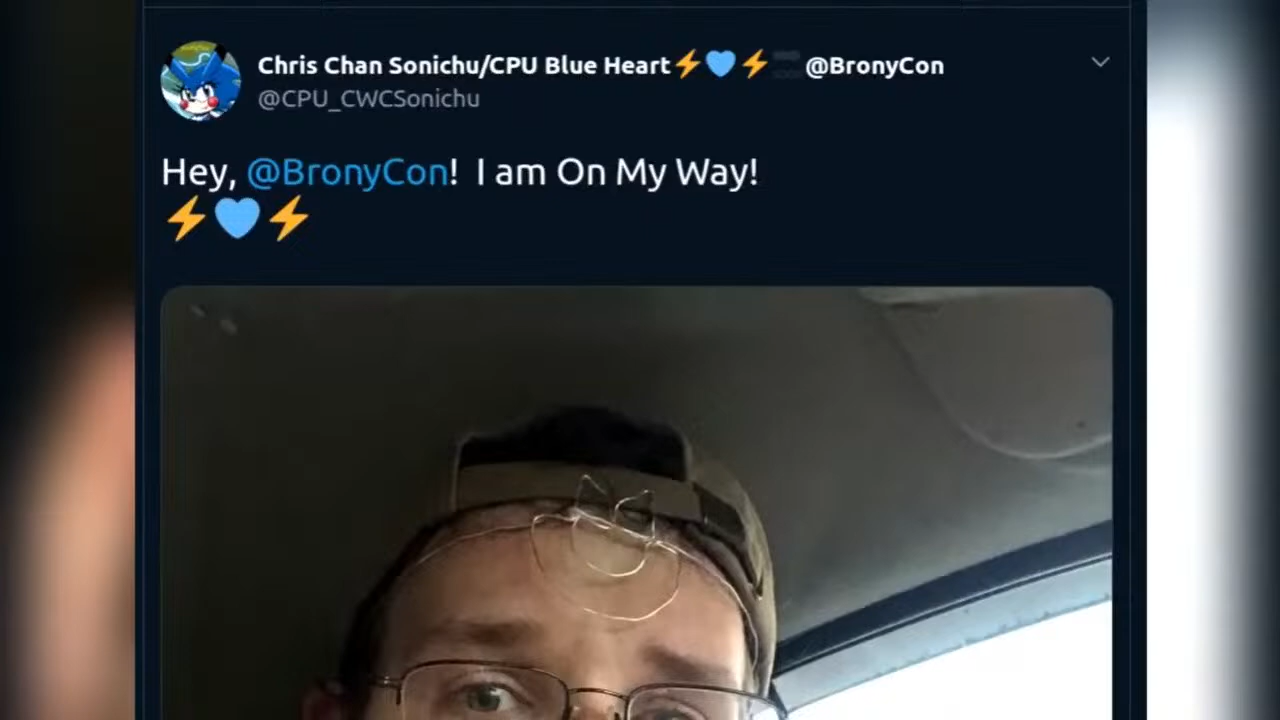 Chris Chan Sonichu/CPU Blue Heart⚡💙⚡ @BronyCon
@CPU_CWCSonichu
Hey, @BronyCon! I am On My Way!
⚡💙⚡